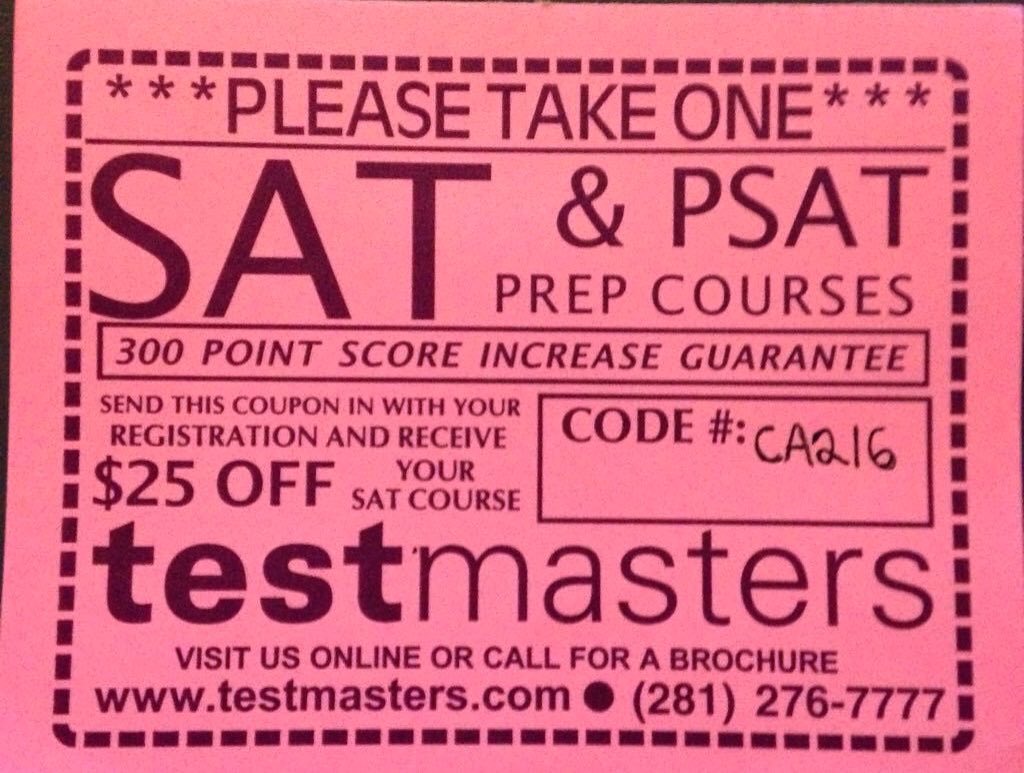 ***PLEASE TAKE ONE***
SAT & PSAT
PREP COURSES
300 POINT SCORE INCREASE GUARANTEE
SEND THIS COUPON IN WITH YOUR
REGISTRATION AND RECEIVE
$25 OFF YOUR
SAT COURSE
CODE #: CA216
testmasters
VISIT US ONLINE OR CALL FOR A BROCHURE
www.testmasters.com ● (281) 276-7777